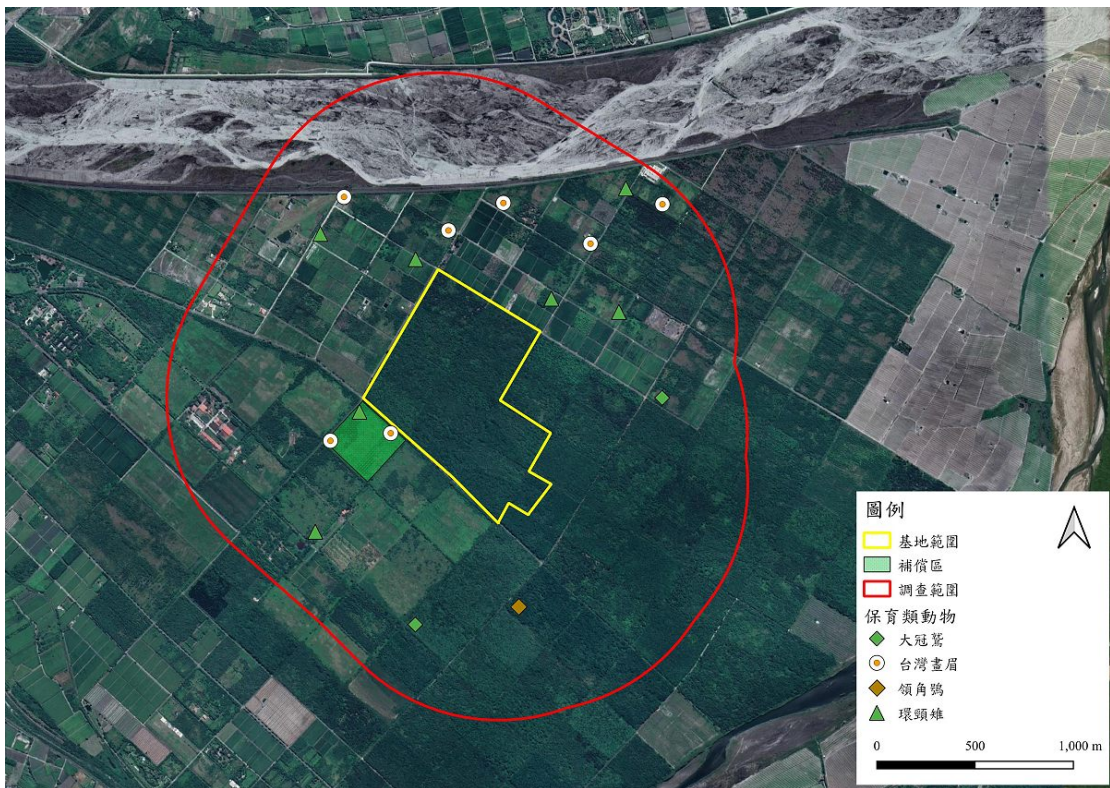 圖例
基地範圍
補償區
調查範圍
保育類動物
大冠鷲
台灣畫眉
領角鴞
環頸雉
0 500 1,000 m